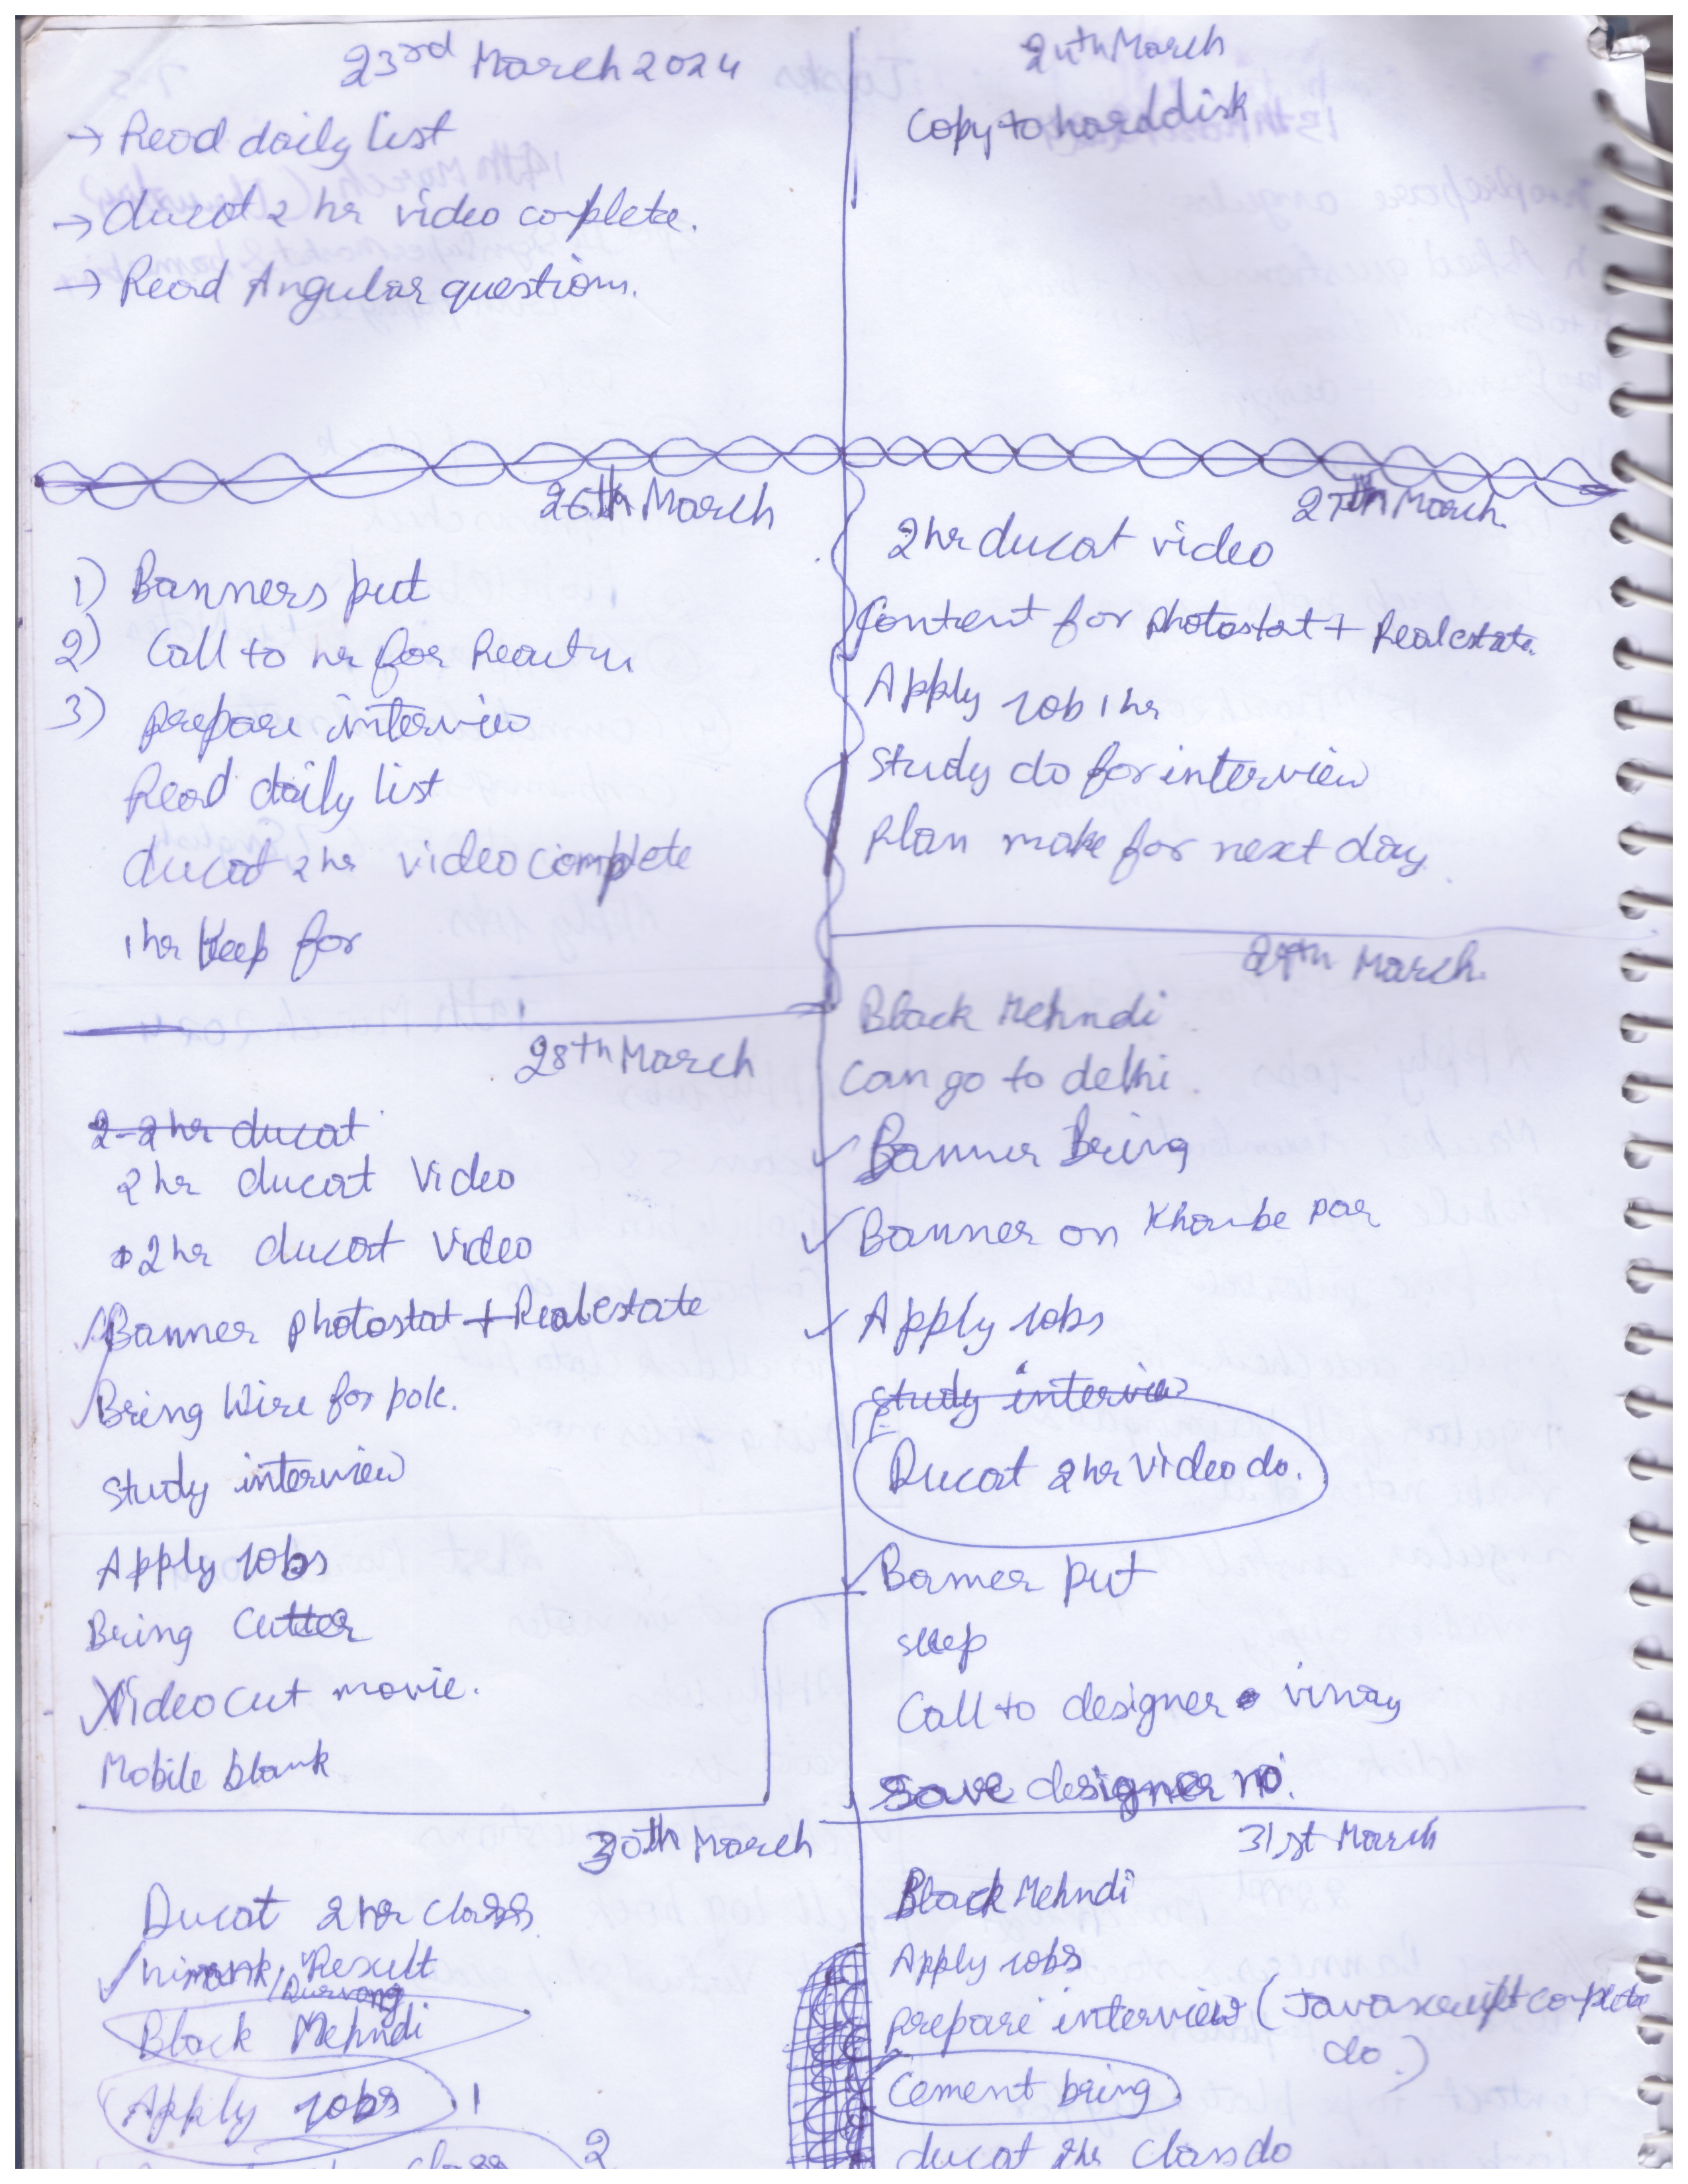 23rd March 2024
→ Read daily list
→ ducat 2 hr video complete.
→ Read Angular questions.
24th March
Copy to harddisk
26th March
1) Banners put
2) Call to hr for
3) prepare interview
Read daily list
ducat 2 hr video complete
1 hr keep for
27th March.
2 hr ducat video
Content for photostat + Realestate.
Apply job 1 hr
study do for interview
plan make for next day.
28th March
2-2 hr ducat
2 hr ducat Video
2 hr ducat Video
Banner photostat + Realestate
Bring Wire for pole.
study interview
Apply jobs
Bring Cutter
Video cut movie.
Mobile blank
29th March.
Black Mehndi
Can go to delhi.
Banner Bring
Banner on Khambe par
Apply jobs
study interview
Ducat 2 hr Video do.
Banner put
sleep
Call to designer vinay
Save designer no.
30th March
Ducat 2 hr class
Result
Black Mehndi
Apply jobs 1
class 2
31st March
Black Mehndi
Apply jobs
prepare interview (Javascript complete
do.)
Cement bring
ducat 2 hr Class do